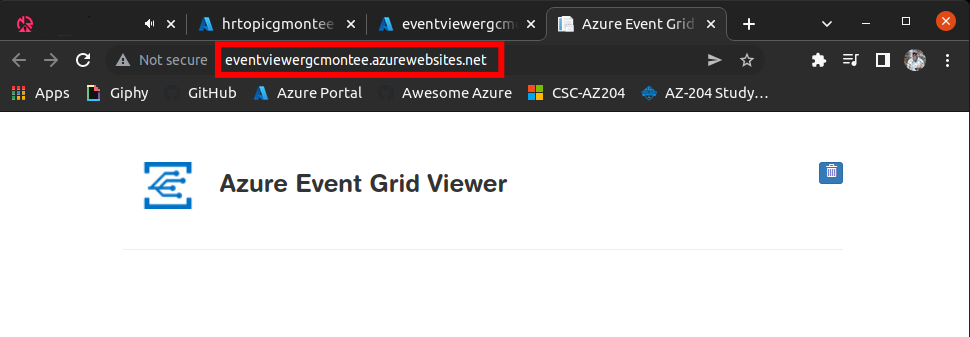 hrtopicgmontee
eventviewergcm
Azure Event Grid
Not secure
eventviewergcmontee.azurewebsites.net
Apps
Giphy
GitHub
Azure Portal
Awesome Azure
CSC-AZ204
AZ-204 Study…
Azure Event Grid Viewer